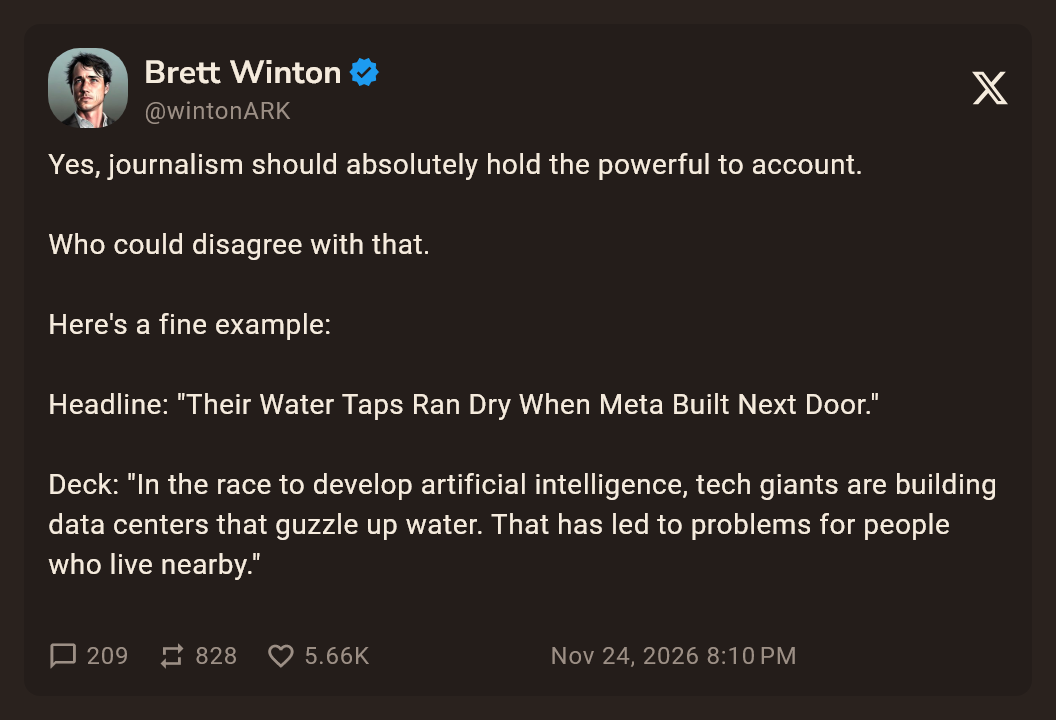 Brett Winton
@wintonARK
Yes, journalism should absolutely hold the powerful to account.
Who could disagree with that.
Here's a fine example:
Headline: "Their Water Taps Ran Dry When Meta Built Next Door."
Deck: "In the race to develop artificial intelligence, tech giants are building
data centers that guzzle up water. That has led to problems for people
who live nearby."
209 828 5.66K Nov 24, 2026 8:10 PM